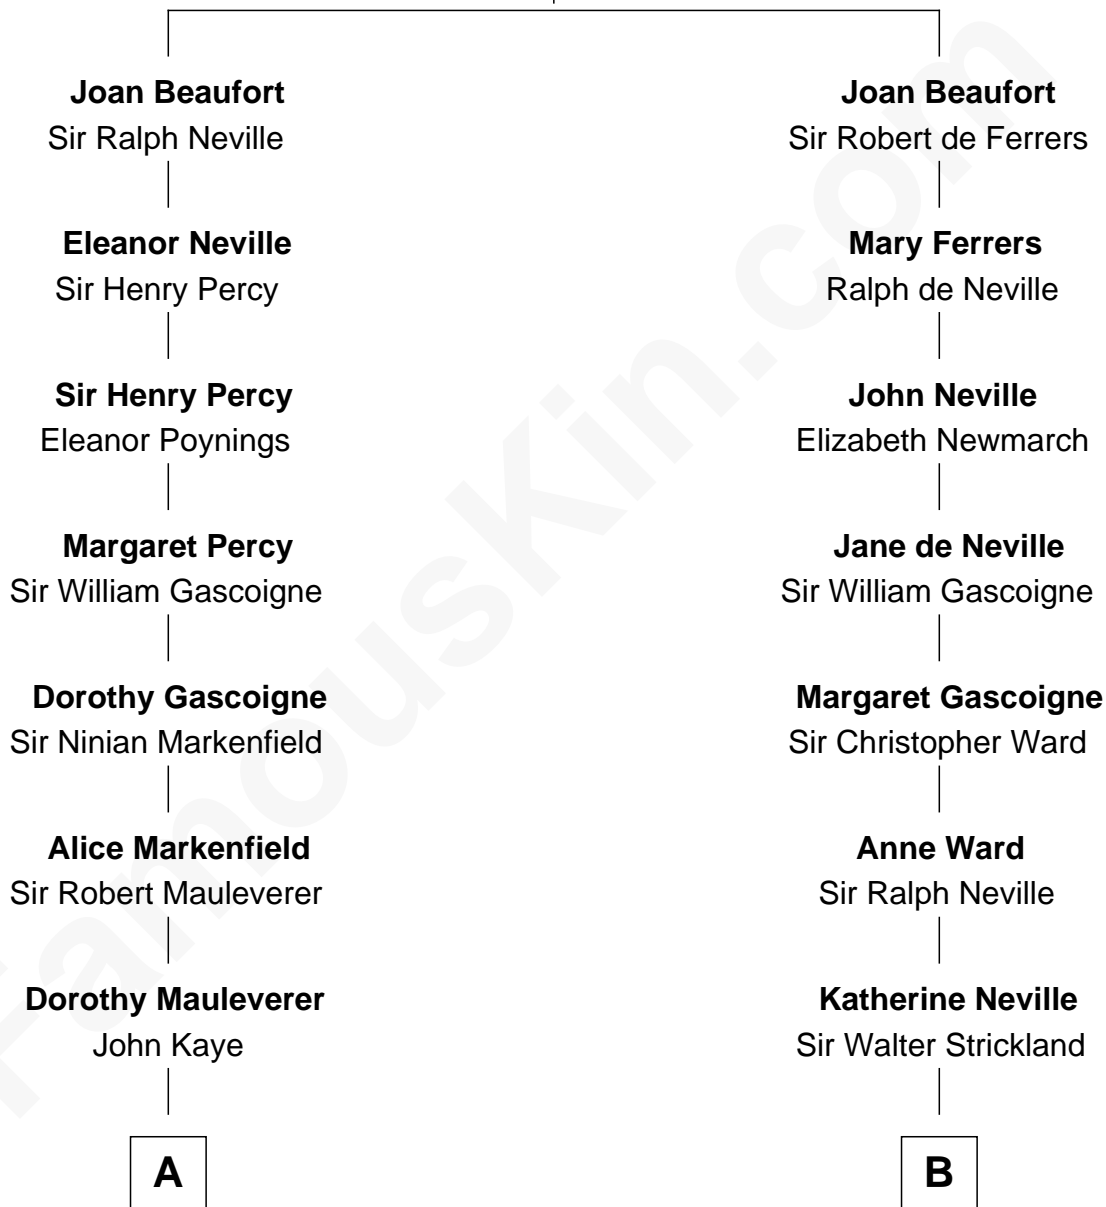 Joan Beaufort
Sir Ralph Neville
Joan Beaufort
Sir Robert de Ferrers
Eleanor Neville
Sir Henry Percy
Mary Ferrers
Ralph de Neville
Sir Henry Percy
Eleanor Poynings
John Neville
Elizabeth Newmarch
Margaret Percy
Sir William Gascoigne
Jane de Neville
Sir William Gascoigne
Dorothy Gascoigne
Sir Ninian Markenfield
Margaret Gascoigne
Sir Christopher Ward
Alice Markenfield
Sir Robert Mauleverer
Anne Ward
Sir Ralph Neville
Dorothy Mauleverer
John Kaye
Katherine Neville
Sir Walter Strickland
A
B
FamousKin.com